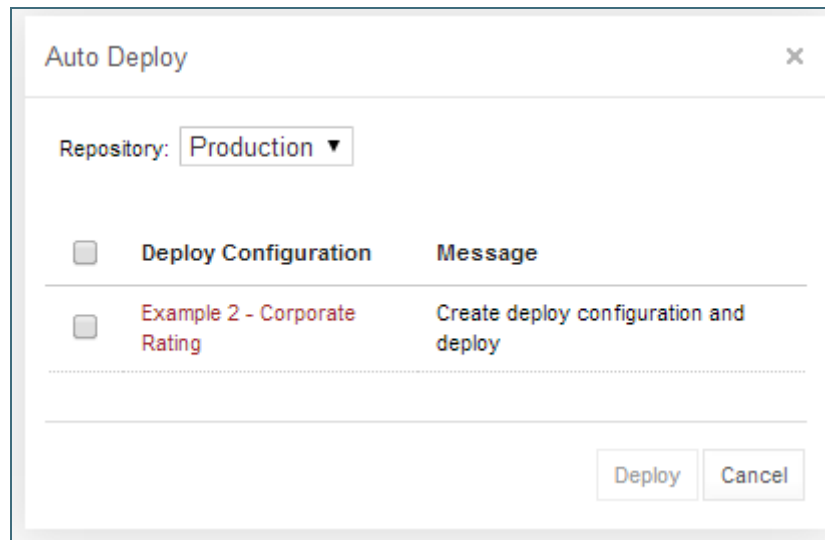 Auto Deploy ×
Repository: Production ▼
Deploy Configuration Message
Example 2 - Corporate Rating
Create deploy configuration and deploy
Deploy Cancel